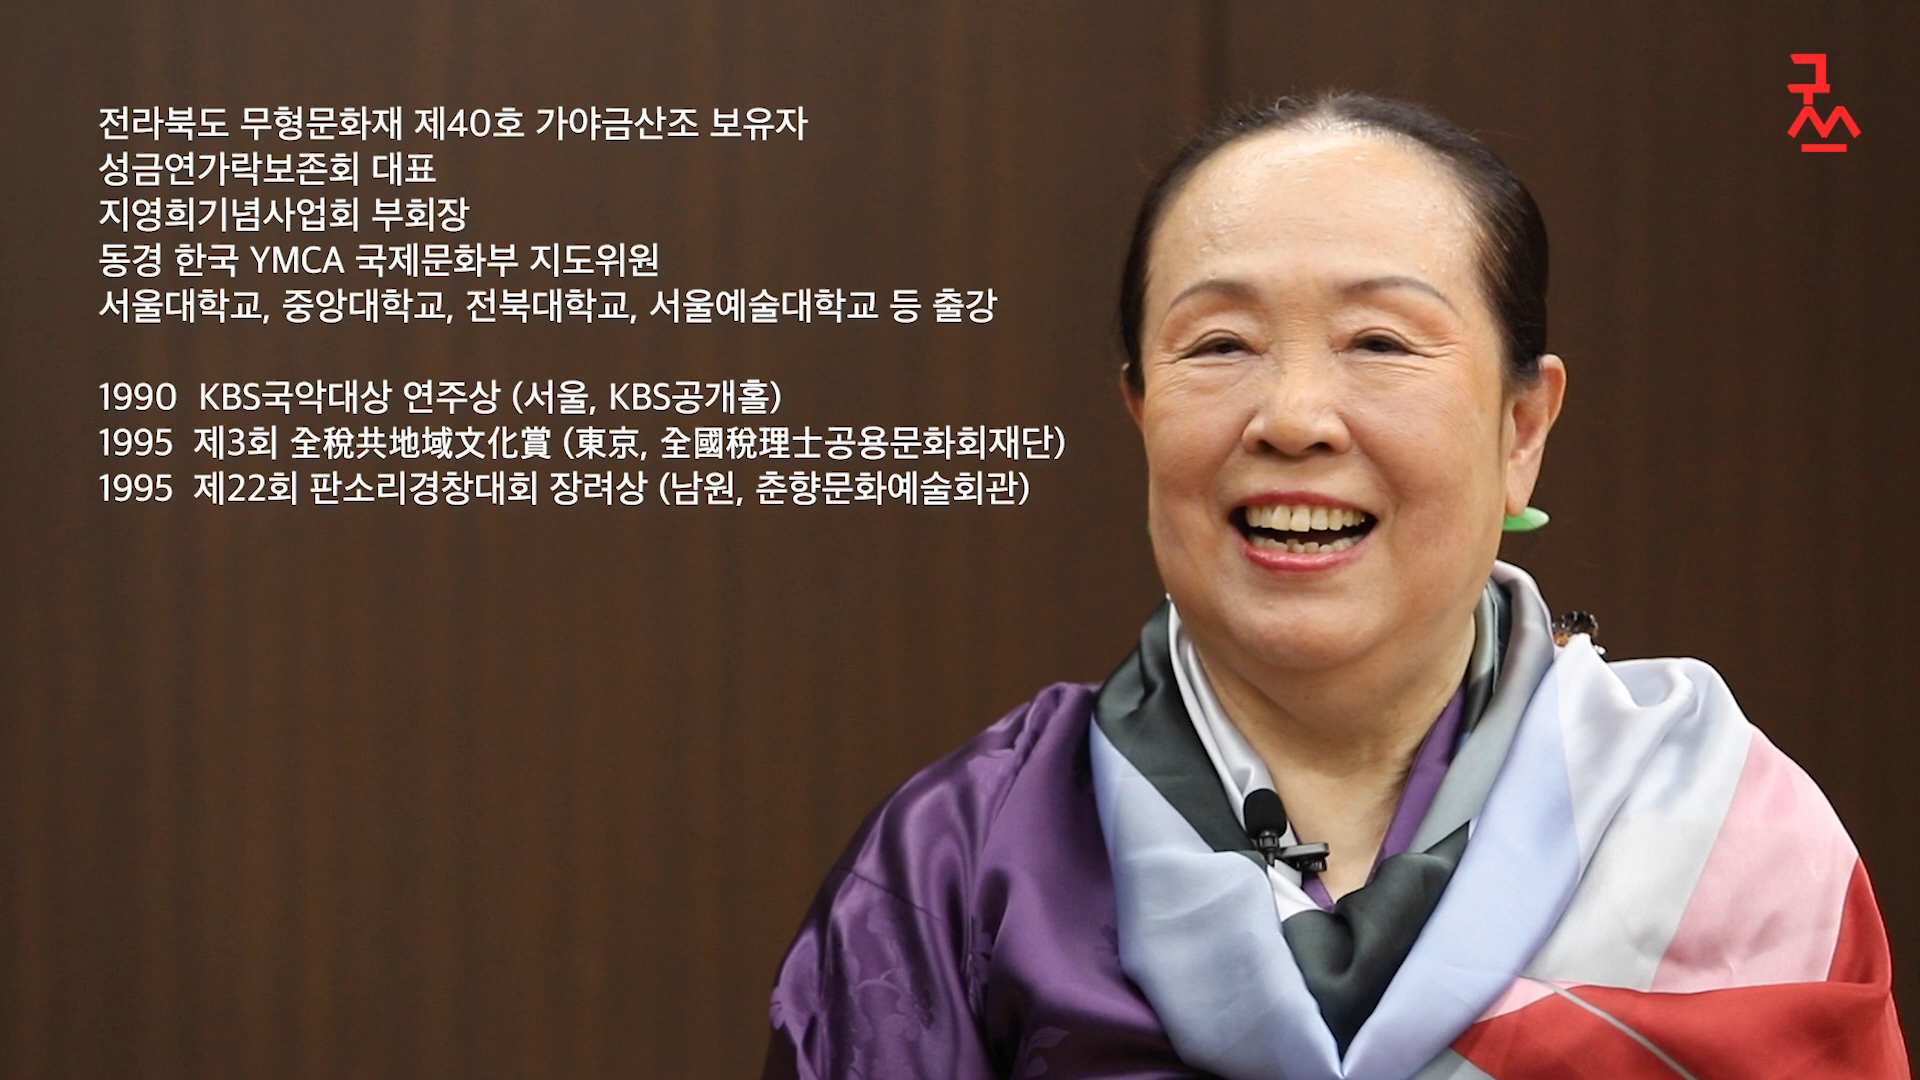 전라북도 무형문화재 제40호 가야금산조 보유자
성금연가락보존회 대표
지영희기념사업회 부회장
동경 한국 YMCA 국제문화부 지도위원
서울대학교, 중앙대학교, 전북대학교, 서울예술대학교 등 출강
1990 KBS국악대상 연주상 (서울, KBS공개홀)
1995 제3회 全稅共地域文化賞 (東京, 全國稅理士공용문화회재단)
1995 제22회 판소리경창대회 장려상 (남원, 춘향문화예술회관)
굿쓰